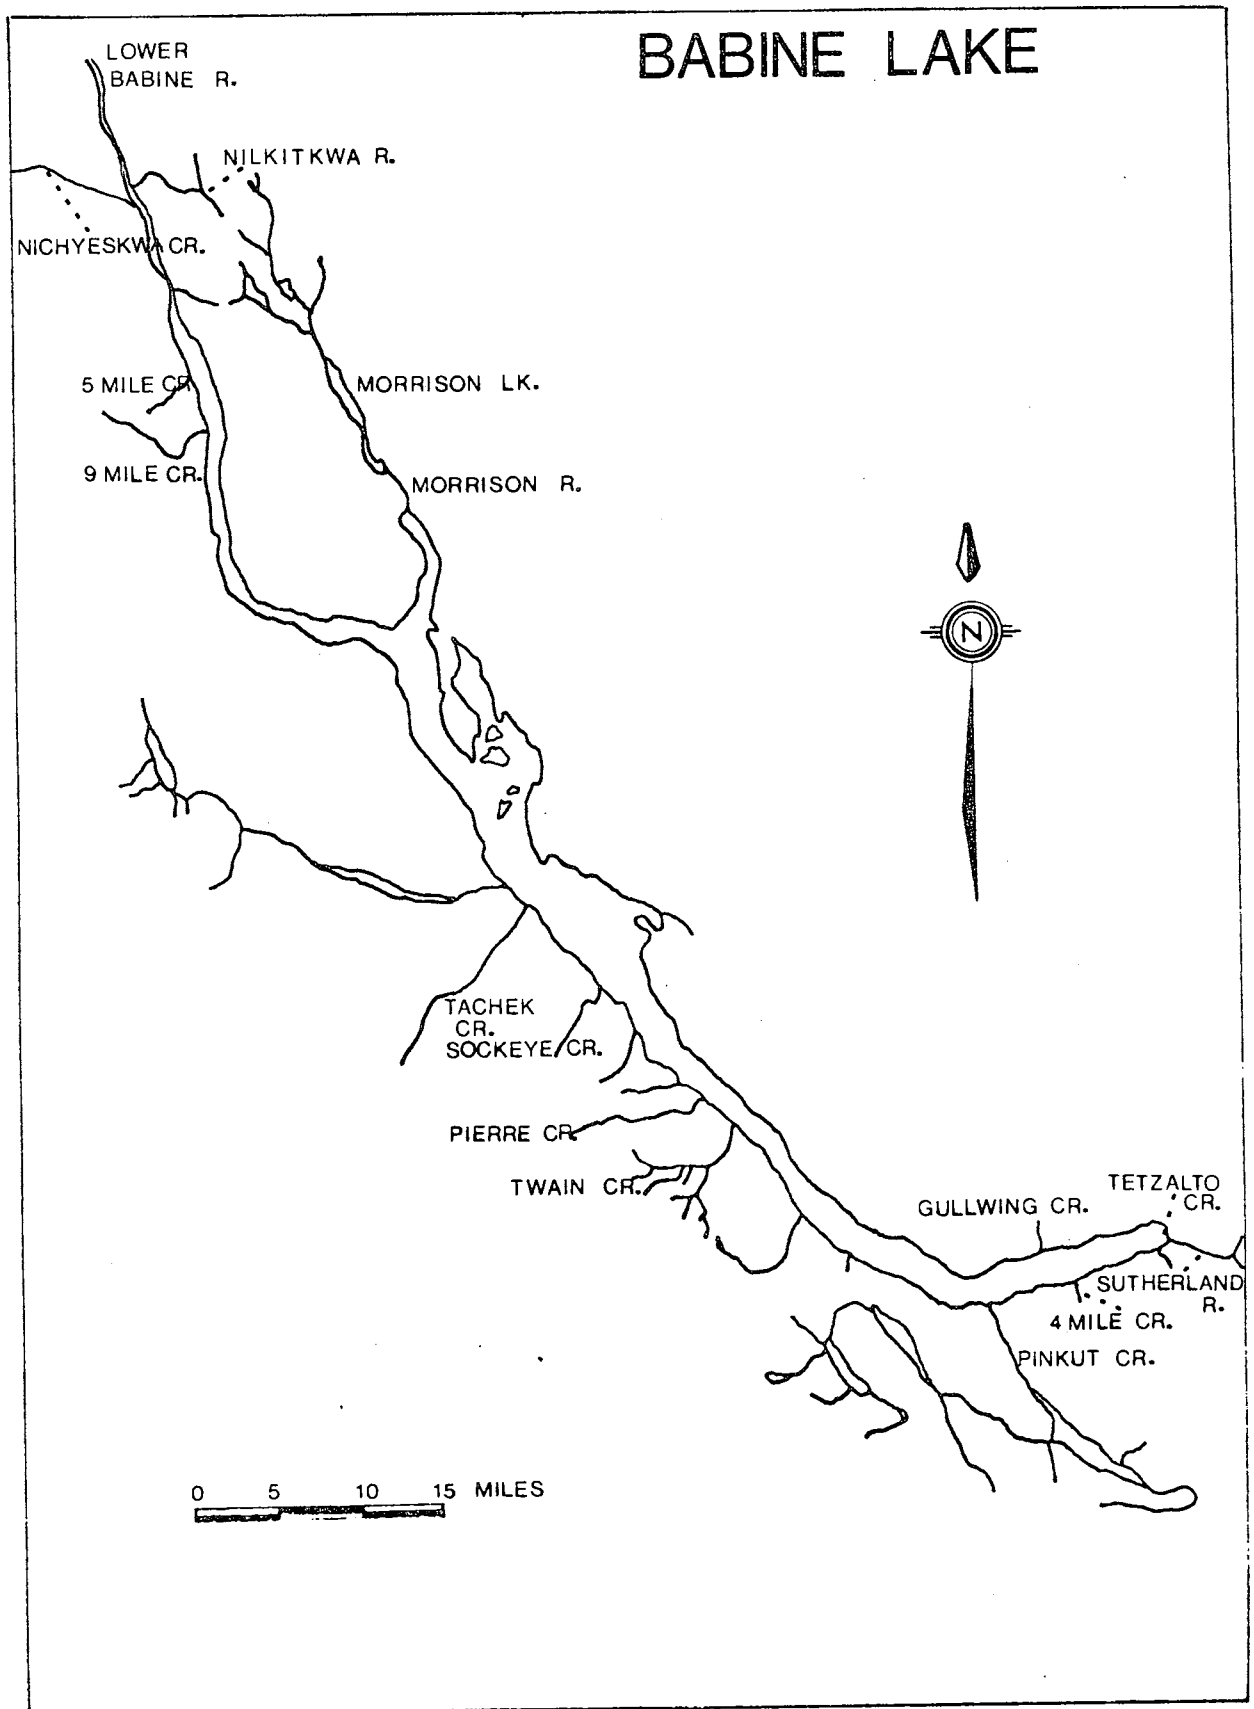 BABINE LAKE
LOWER
BABINE R.
NILKITKWA R.
NICHYESKWA CR.
5 MILE CR
MORRISON LK.
9 MILE CR.
MORRISON R.
N
TACHEK
CR.
SOCKEYE CR.
PIERRE CR.
TWAIN CR.
TETZALTO
CR.
GULLWING CR.
SUTHERLAND
R.
4 MILE CR.
PINKUT CR.
0 5 10 15 MILES